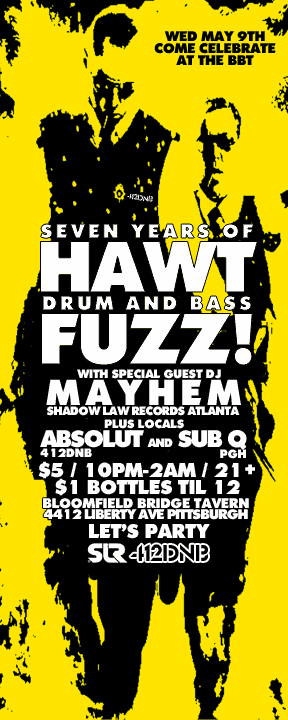 WED MAY 9TH
COME CELEBRATE
AT THE BBT
-412DNB
SEVEN YEARS OF
HAWT
DRUM AND BASS
FUZZ!
WITH SPECIAL GUEST DJ
MAYHEM
SHADOW LAW RECORDS ATLANTA
PLUS LOCALS
ABSOLUT AND SUB Q
412DNB PGH
$5 / 10PM-2AM / 21+
$1 BOTTLES TIL 12
BLOOMFIELD BRIDGE TAVERN
4412 LIBERTY AVE PITTSBURGH
LET'S PARTY
SLR -412DNB